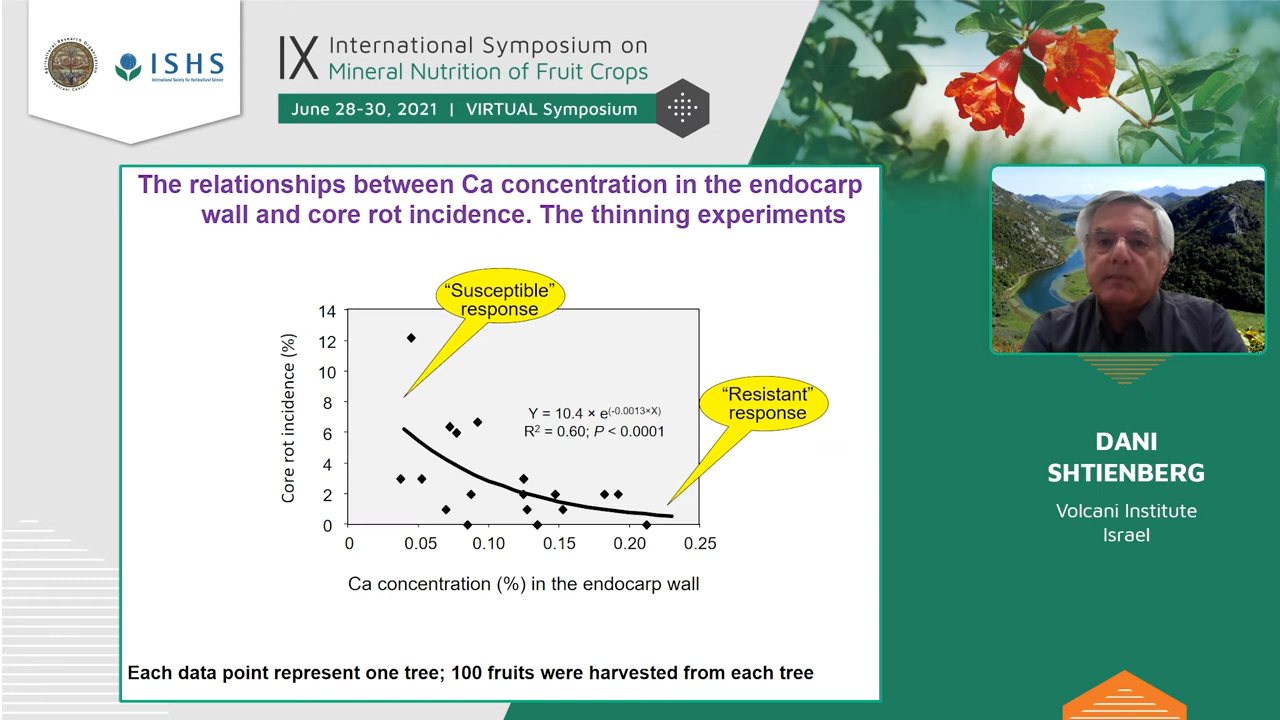 ISHS
International Society for Horticultural Science
IX International Symposium on
Mineral Nutrition of Fruit Crops
June 28-30, 2021 | VIRTUAL Symposium
The relationships between Ca concentration in the endocarp
wall and core rot incidence. The thinning experiments
"Susceptible"
response
"Resistant"
response
Y = 10.4 × e(-0.0013×X)
R2 = 0.60; P < 0.0001
Core rot incidence (%)
14
12
10
8
6
4
2
0
0 0.05 0.10 0.15 0.20 0.25
Ca concentration (%) in the endocarp wall
Each data point represent one tree; 100 fruits were harvested from each tree
DANI
SHTIENBERG
Volcani Institute
Israel